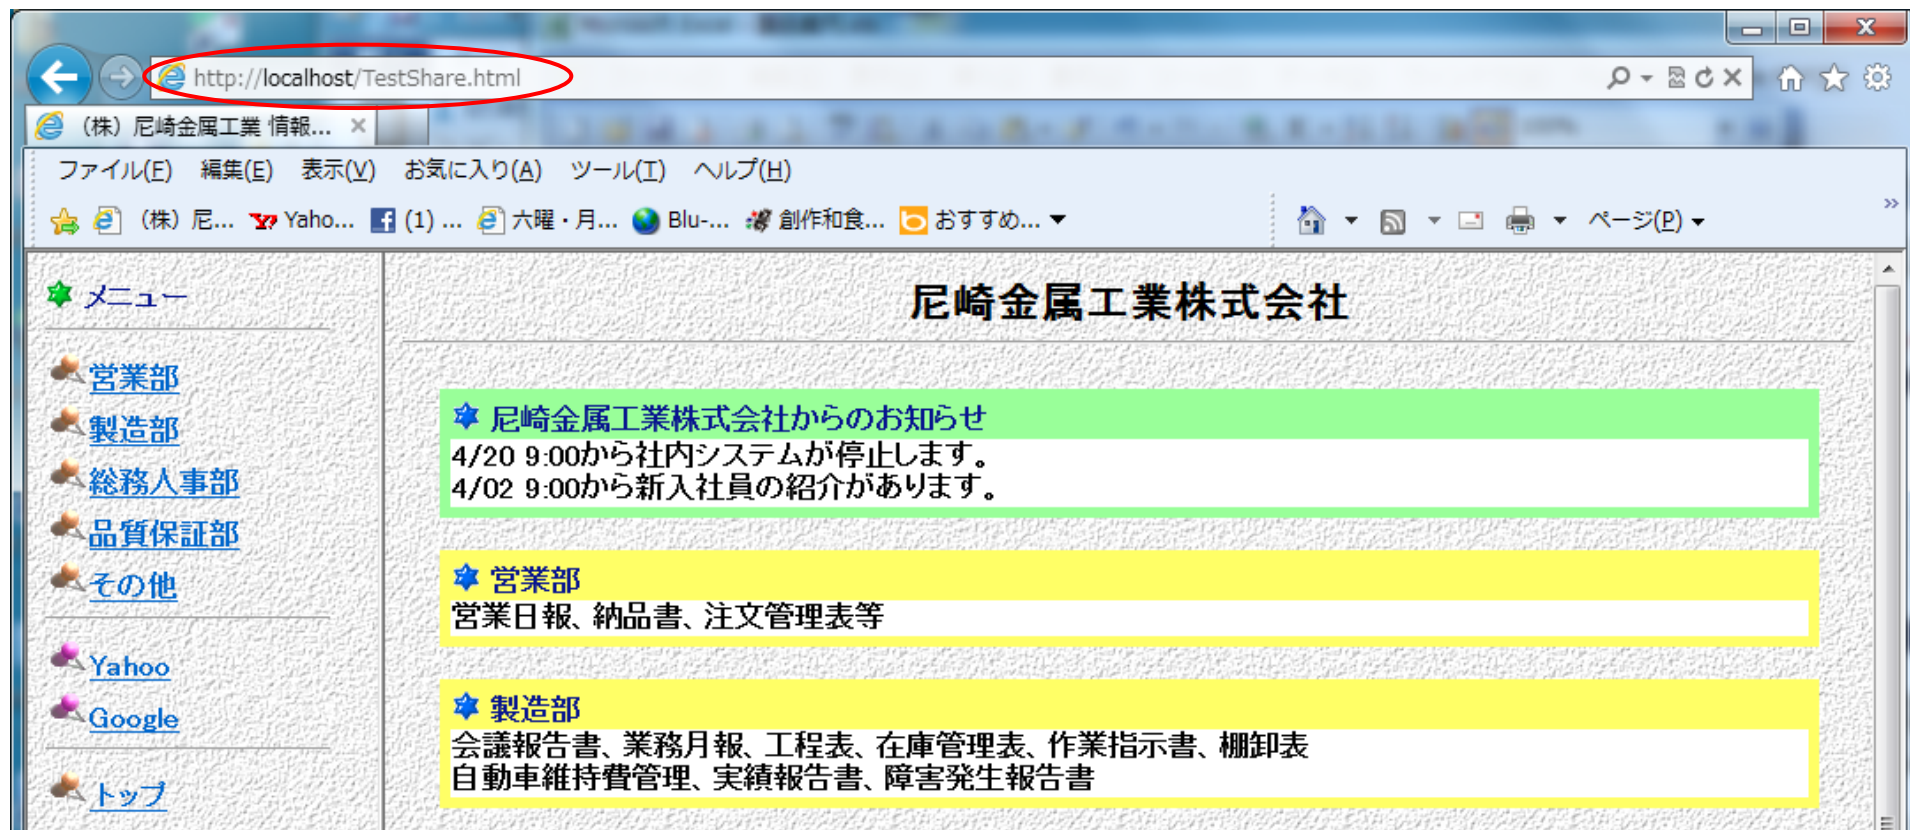 http://localhost/TestShare.html
（株）尼崎金属工業 情報...
ファイル(F) 編集(E) 表示(V) お気に入り(A) ツール(T) ヘルプ(H)
（株）尼... Yaho... (1) ... 六曜・月... Blu-... 創作和食... おすすめ... ページ(P)
メニュー
営業部
製造部
総務人事部
品質保証部
その他
Yahoo
Google
トップ
尼崎金属工業株式会社
尼崎金属工業株式会社からのお知らせ
4/20 9:00から社内システムが停止します。
4/02 9:00から新入社員の紹介があります。
営業部
営業日報、納品書、注文管理表等
製造部
会議報告書、業務月報、工程表、在庫管理表、作業指示書、棚卸表
自動車維持費管理、実績報告書、障害発生報告書